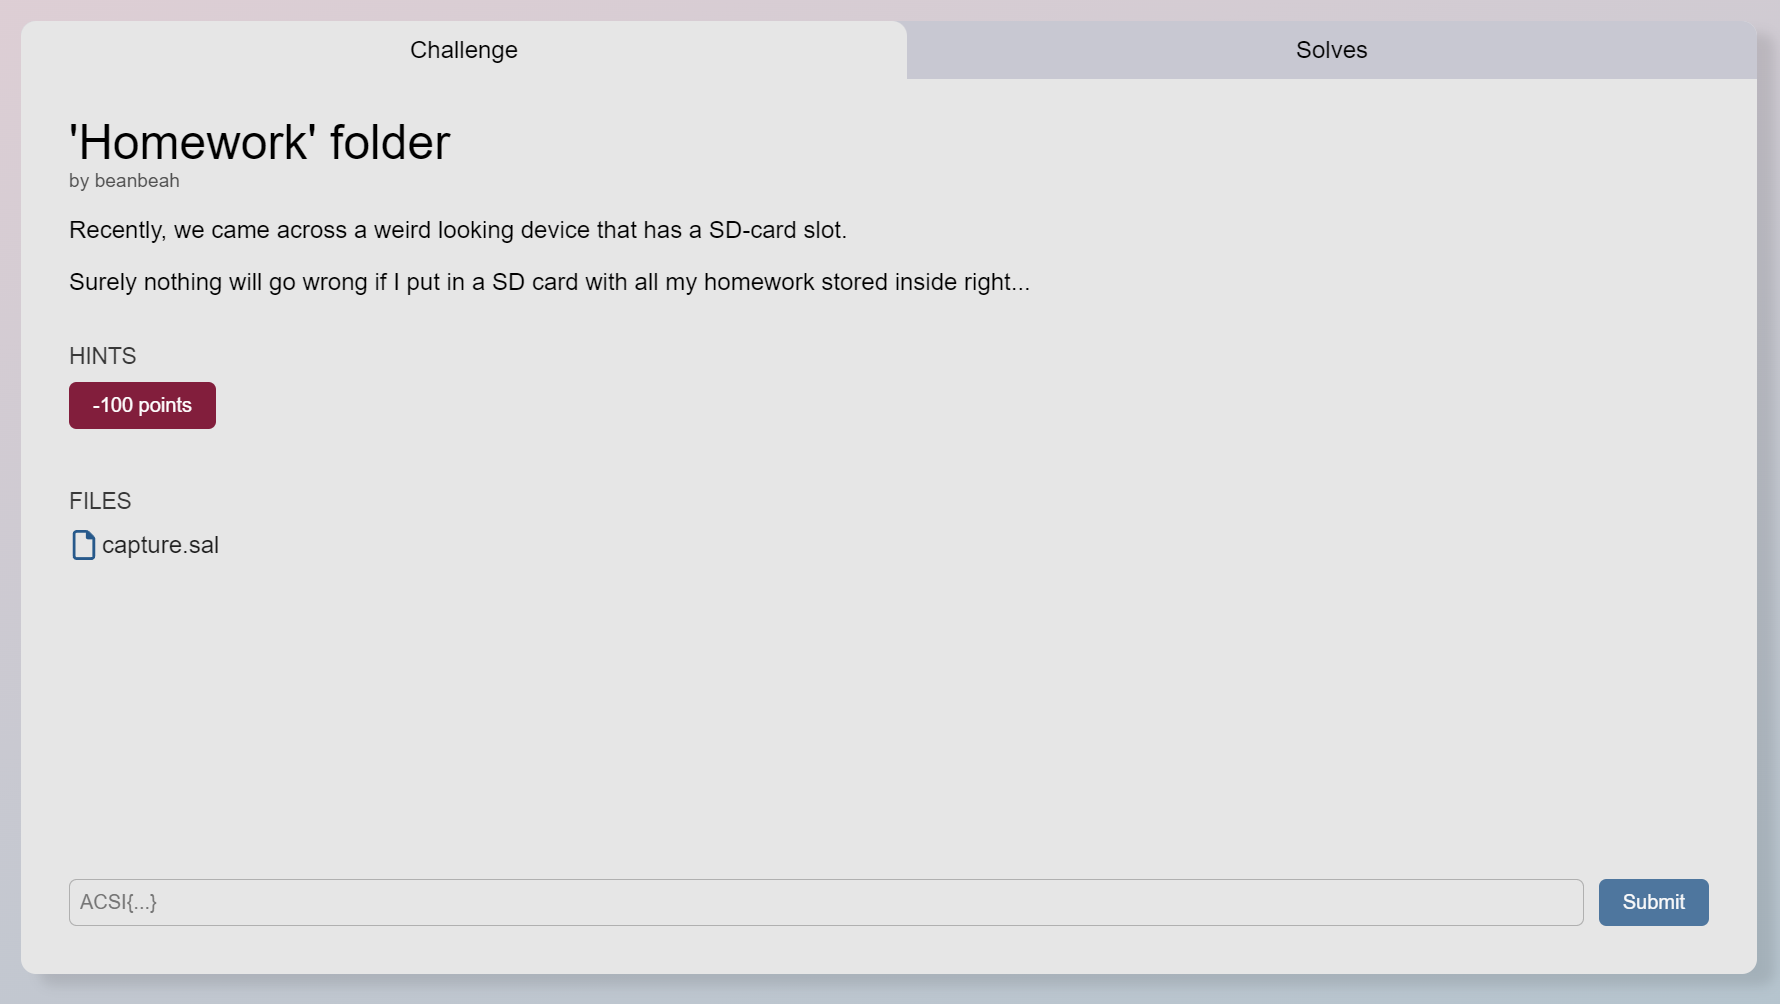 Challenge
Solves
'Homework' folder
by beanbeah
Recently, we came across a weird looking device that has a SD-card slot.
Surely nothing will go wrong if I put in a SD card with all my homework stored inside right...
HINTS
-100 points
FILES
capture.sal
ACSI{...}
Submit